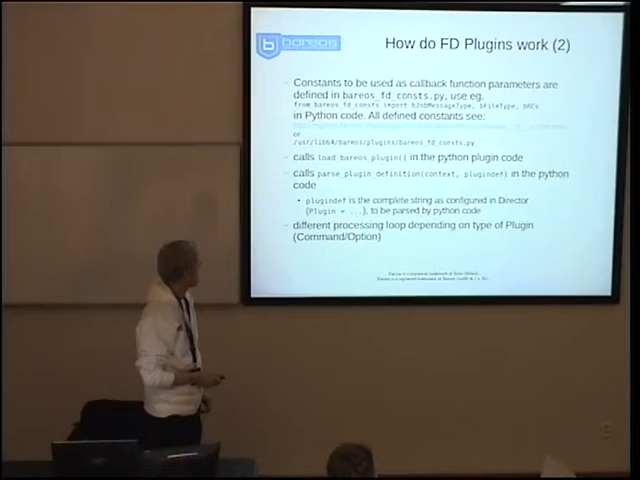 bareos
How do FD Plugins work (2)
Constants to be used as callback function parameters are
defined in bareos_fd_consts.py, use eg.
from bareos_fd_consts import bJobMessageType, bFileType, bRCs
in Python code. All defined constants see:
or
/usr/lib64/bareos/plugins/bareos_fd_consts.py
calls load_bareos_plugin() in the python plugin code
calls parse_plugin_definition(context, plugindef) in the python
code
plugindef is the complete string as configured in Director
(Plugin = ...), to be parsed by python code
different processing loop depending on type of Plugin
(Command/Option)